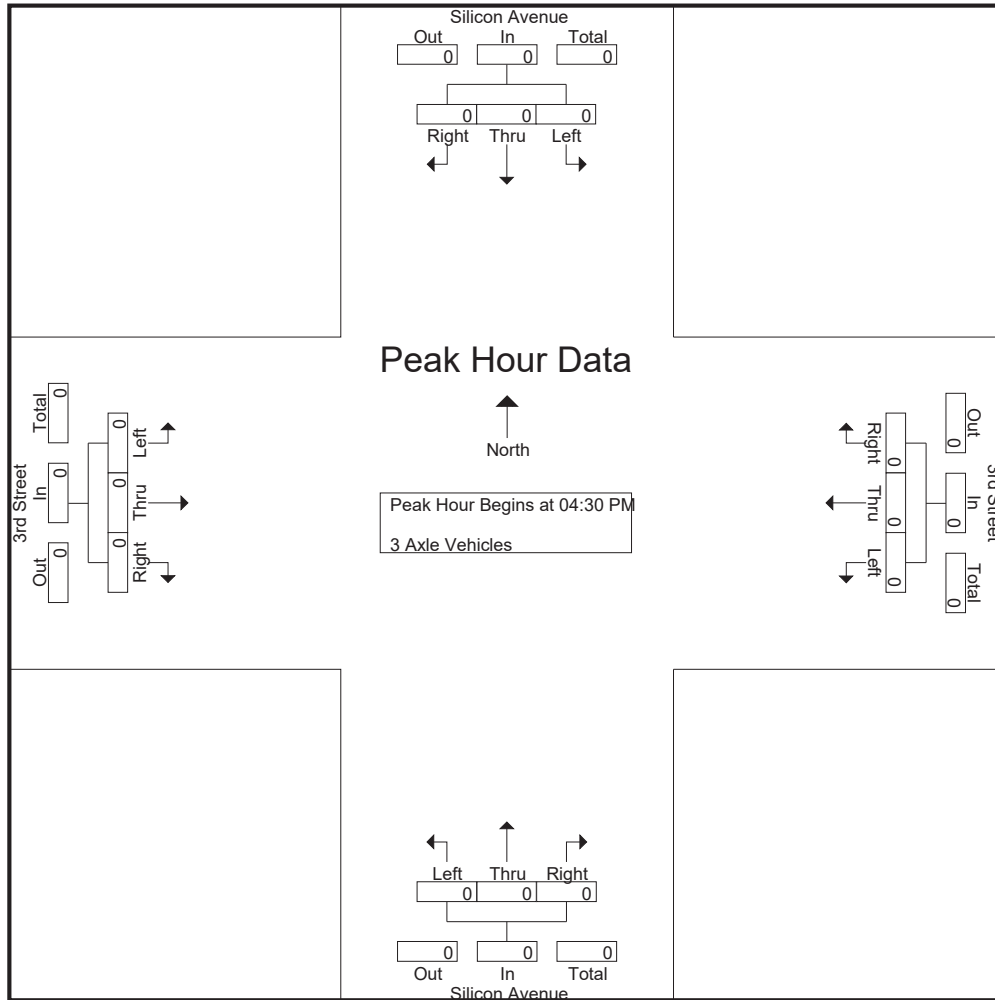 Silicon Avenue
Out In Total
0 0 0
0 0 0
Right Thru Left
Peak Hour Data
North
Peak Hour Begins at 04:30 PM
3 Axle Vehicles
3rd Street
Out In Total
0 0 0
0 0 0
Right Thru Left
3rd Street
Out In Total
0 0 0
0 0 0
Right Thru Left
Left Thru Right
0 0 0
0 0 0
Out In Total
Silicon Avenue